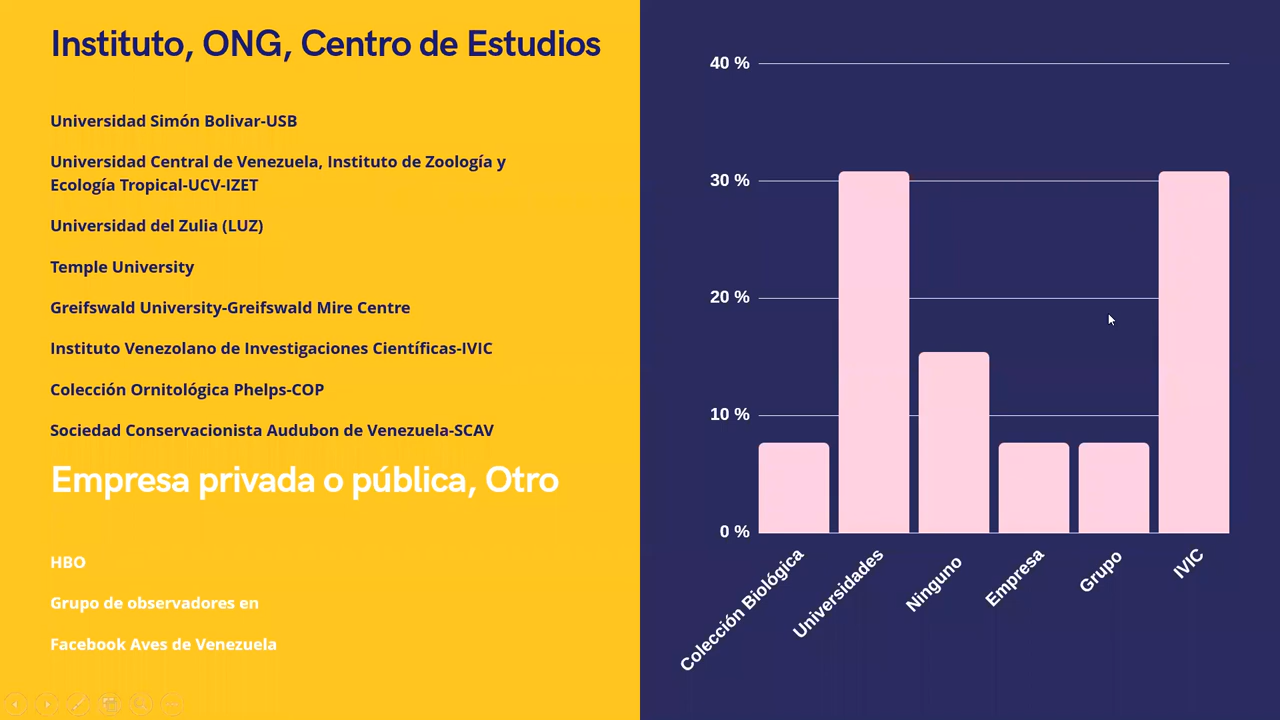 Instituto, ONG, Centro de Estudios
Universidad Simón Bolivar-USB
Universidad Central de Venezuela, Instituto de Zoología y
Ecología Tropical-UCV-IZET
Universidad del Zulia (LUZ)
Temple University
Greifswald University-Greifswald Mire Centre
Instituto Venezolano de Investigaciones Científicas-IVIC
Colección Ornitológica Phelps-COP
Sociedad Conservacionista Audubon de Venezuela-SCAV
Empresa privada o pública, Otro
HBO
Grupo de observadores en
Facebook Aves de Venezuela
40 %
30 %
20 %
10 %
0 %
Colección Biológica
Universidades
Ninguno
Empresa
Grupo
IVIC